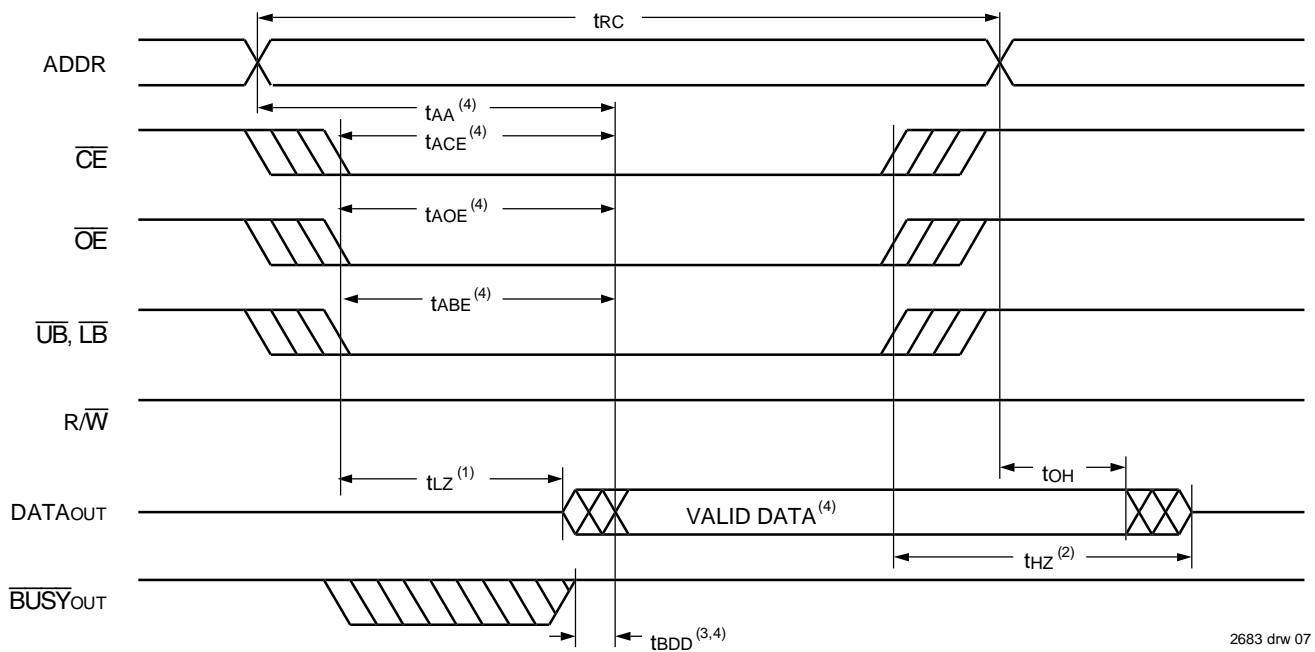 tRC
ADDR
tAA (4)
tACE (4)
CE
tAOE (4)
OE
tABE (4)
UB, LB
R/W
tLZ (1)
tOH
DATAOUT
VALID DATA (4)
tHZ (2)
BUSYOUT
tBDD (3,4)
2683 drw 07